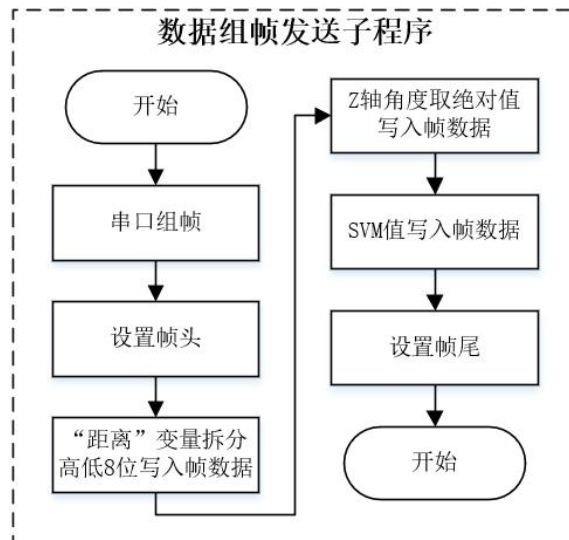 数据组帧发送子程序
开始
串口组帧
设置帧头
“距离”变量拆分
高低8位写入帧数据
Z轴角度取绝对值
写入帧数据
SVM值写入帧数据
设置帧尾
开始